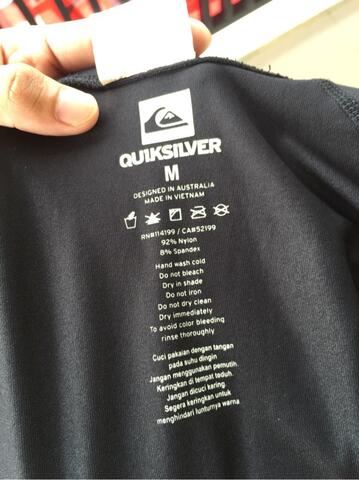 QUIKSILVER
M
DESIGNED IN AUSTRALIA
MADE IN VIETNAM
RN#114199 / CA#52199
92% Nylon
8% Spandex
Hand wash cold
Do not bleach
Dry in shade
Do not iron
Do not dry clean
Dry immediately
To avoid color bleeding
rinse thoroughly
Cuci pakaian dengan tangan
pada suhu dingin
Jangan menggunakan pemutih.
Keringkan di tempat teduh.
Jangan dicuci kering
Segera keringkan untuk
menghindari lunturnya warna